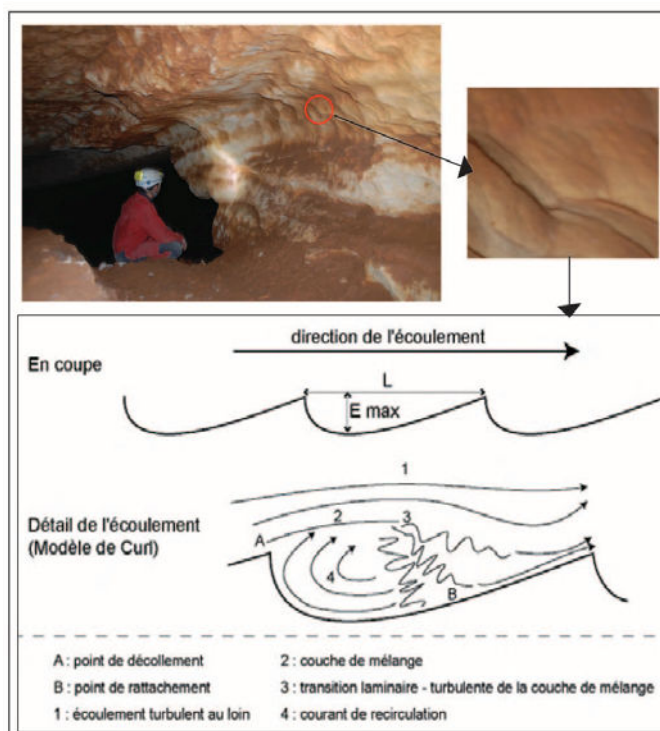 direction de l'écoulement
En coupe
L
E max
1
Détail de l'écoulement
(Modèle de Curl)
2
3
A
4
B
A : point de décollement
2 : couche de mélange
B : point de rattachement
3 : transition laminaire - turbulente de la couche de mélange
1 : écoulement turbulent au loin
4 : courant de recirculation